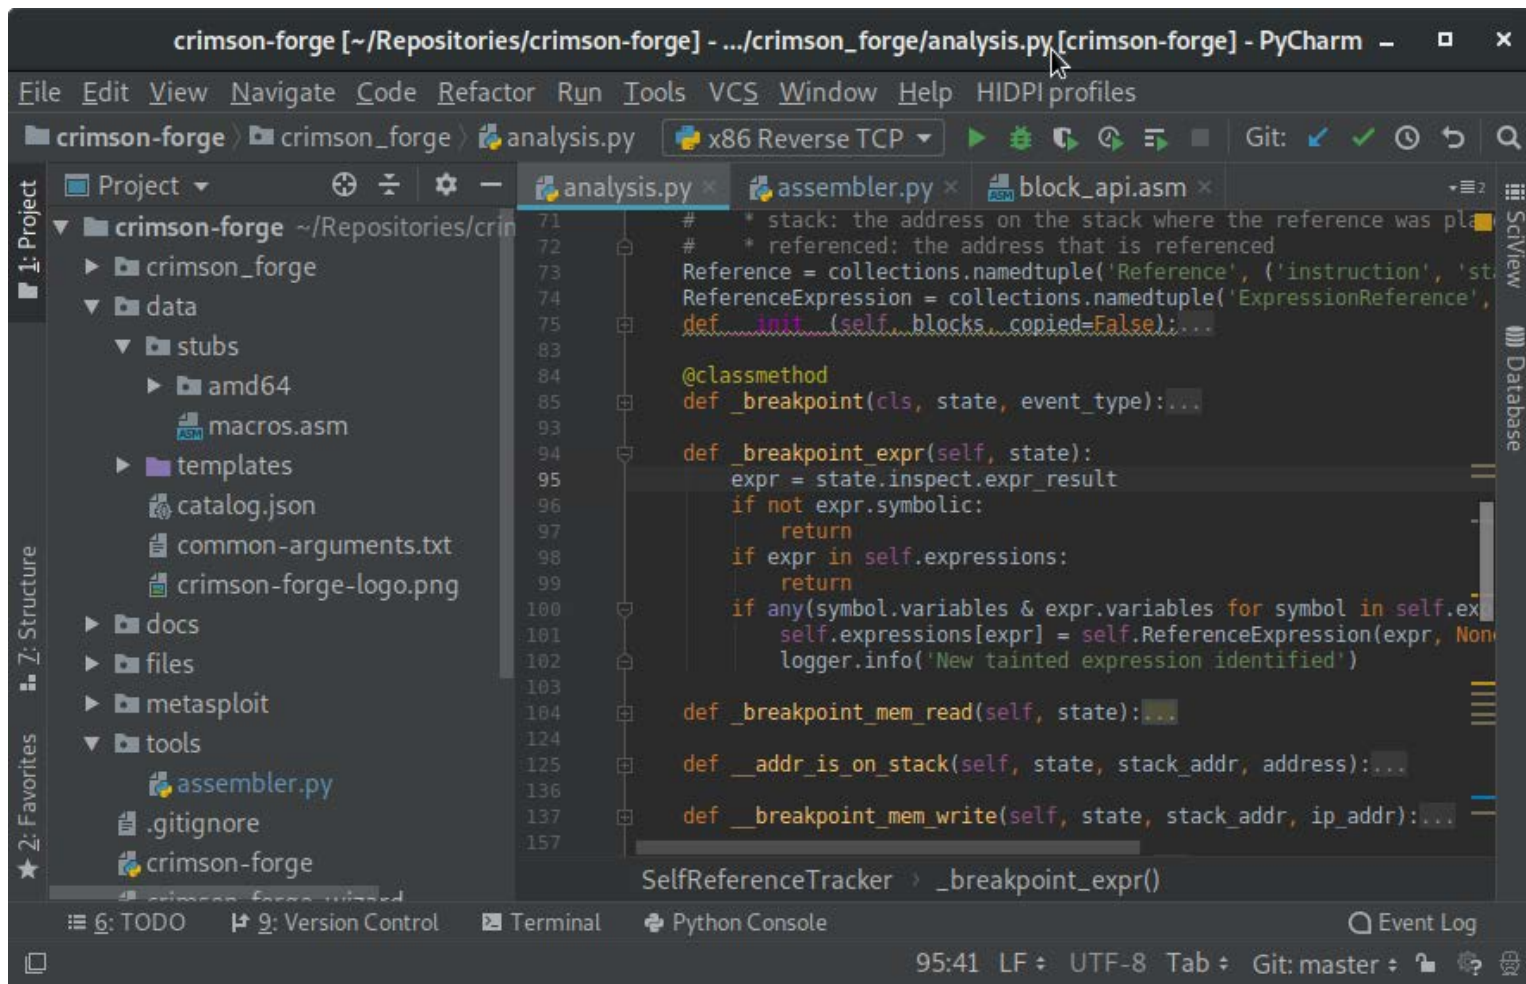 crimson-forge [~/Repositories/crimson-forge] - .../crimson_forge/analysis.py [crimson-forge] - PyCharm
File Edit View Navigate Code Refactor Run Tools VCS Window Help HIDPI profiles
crimson-forge crimson_forge analysis.py x86 Reverse TCP Git:
1: Project
7: Structure
2: Favorites
Project
crimson-forge ~/Repositories/crim
crimson_forge
data
stubs
amd64
macros.asm
templates
catalog.json
common-arguments.txt
crimson-forge-logo.png
docs
files
metasploit
tools
assembler.py
.gitignore
crimson-forge
crimson-forge-wizard
analysis.py assembler.py block_api.asm 2
71 # * stack: the address on the stack where the reference was pla
72 # * referenced: the address that is referenced
73 Reference = collections.namedtuple('Reference', ('instruction', 'st
74 ReferenceExpression = collections.namedtuple('ExpressionReference',
75 def __init__(self, blocks, copied=False):...
83
84 @classmethod
85 def _breakpoint(cls, state, event_type):...
93
94 def _breakpoint_expr(self, state):
95 expr = state.inspect.expr_result
96 if not expr.symbolic:
97 return
98 if expr in self.expressions:
99 return
100 if any(symbol.variables & expr.variables for symbol in self.ex
101 self.expressions[expr] = self.ReferenceExpression(expr, Non
102 logger.info('New tainted expression identified')
103
104 def _breakpoint_mem_read(self, state):...
124
125 def __addr_is_on_stack(self, state, stack_addr, address):...
136
137 def __breakpoint_mem_write(self, state, stack_addr, ip_addr):...
157
SelfReferenceTracker _breakpoint_expr()
SciView
Database
6: TODO 9: Version Control Terminal Python Console Event Log
95:41 LF UTF-8 Tab Git: master